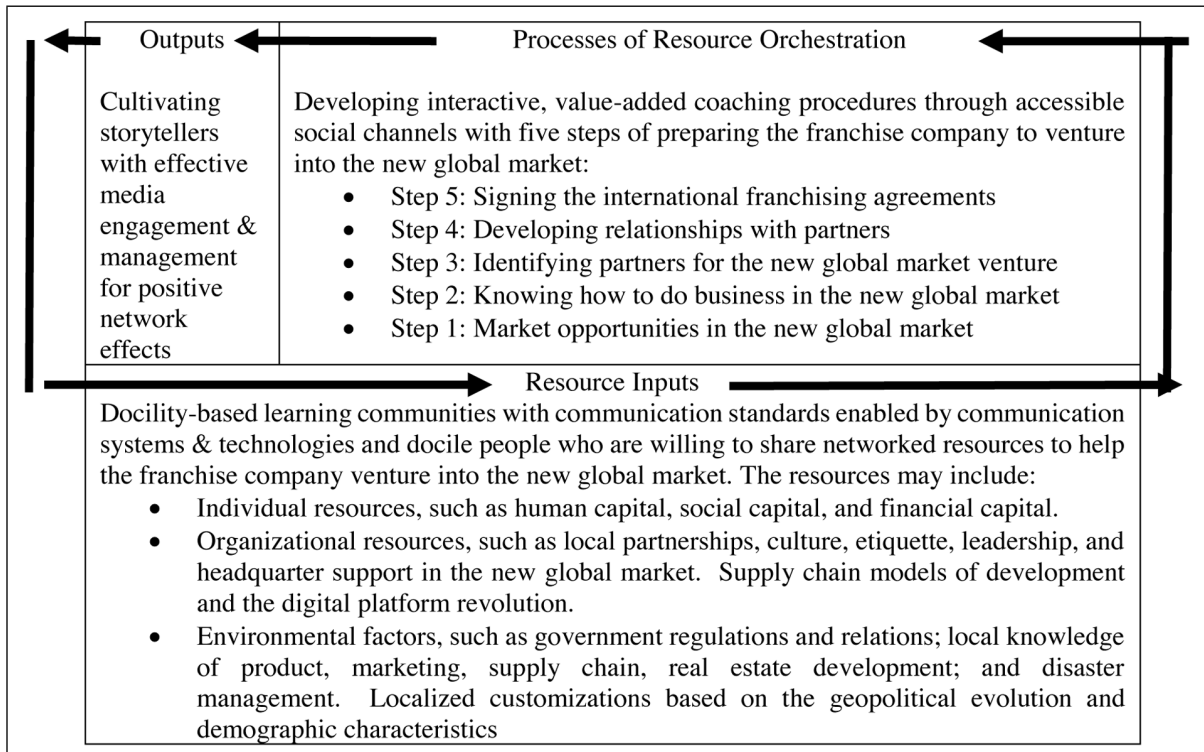 Outputs
Cultivating
storytellers
with effective
media
engagement &
management
for positive
network
effects
Processes of Resource Orchestration
Developing interactive, value-added coaching procedures through accessible
social channels with five steps of preparing the franchise company to venture
into the new global market:
• Step 5: Signing the international franchising agreements
• Step 4: Developing relationships with partners
• Step 3: Identifying partners for the new global market venture
• Step 2: Knowing how to do business in the new global market
• Step 1: Market opportunities in the new global market
Resource Inputs
Docility-based learning communities with communication standards enabled by communication
systems & technologies and docile people who are willing to share networked resources to help
the franchise company venture into the new global market. The resources may include:
• Individual resources, such as human capital, social capital, and financial capital.
• Organizational resources, such as local partnerships, culture, etiquette, leadership, and
headquarter support in the new global market. Supply chain models of development
and the digital platform revolution.
• Environmental factors, such as government regulations and relations; local knowledge
of product, marketing, supply chain, real estate development; and disaster
management. Localized customizations based on the geopolitical evolution and
demographic characteristics